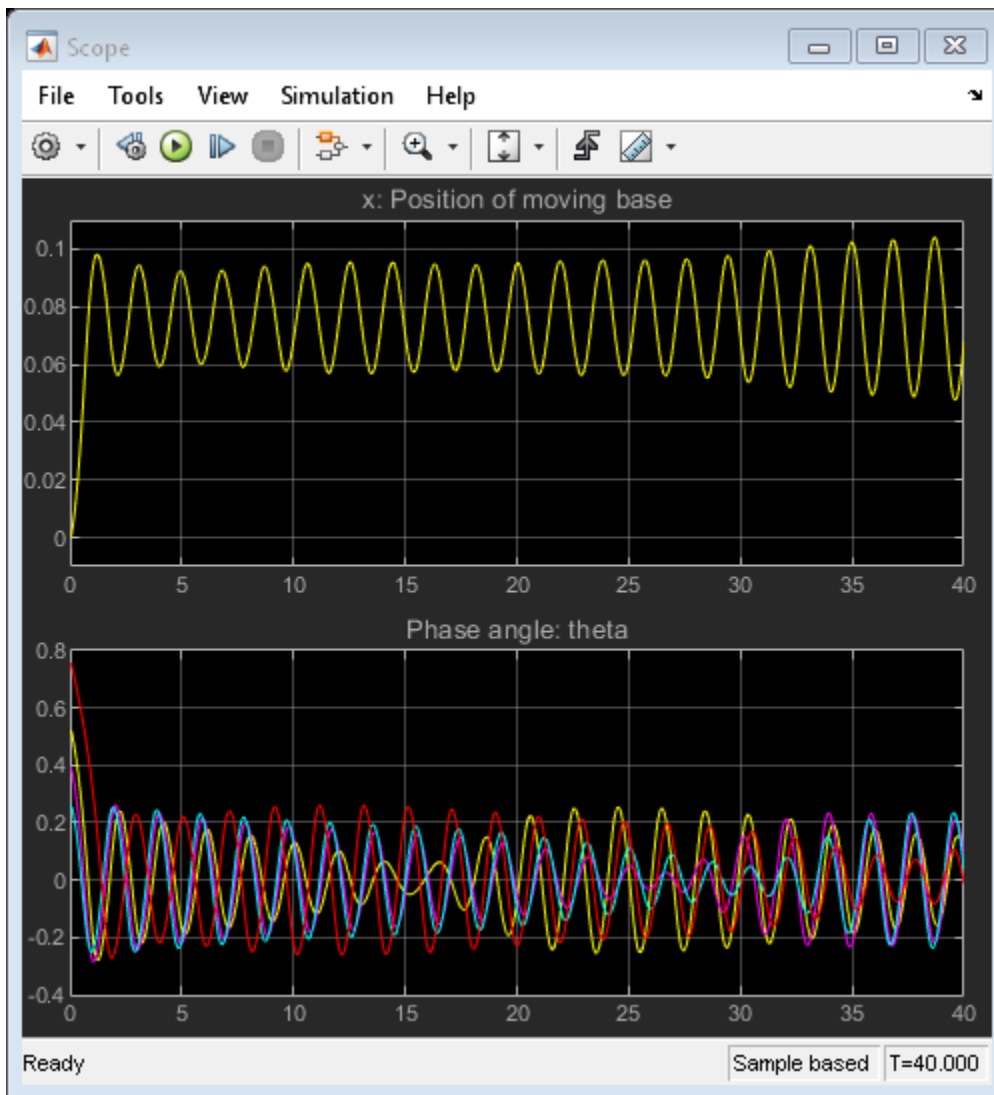 Scope
File Tools View Simulation Help
x: Position of moving base
0.1
0.08
0.06
0.04
0.02
0
0 5 10 15 20 25 30 35 40
Phase angle: theta
0.8
0.6
0.4
0.2
0
-0.2
-0.4
0 5 10 15 20 25 30 35 40
Ready Sample based T=40.000